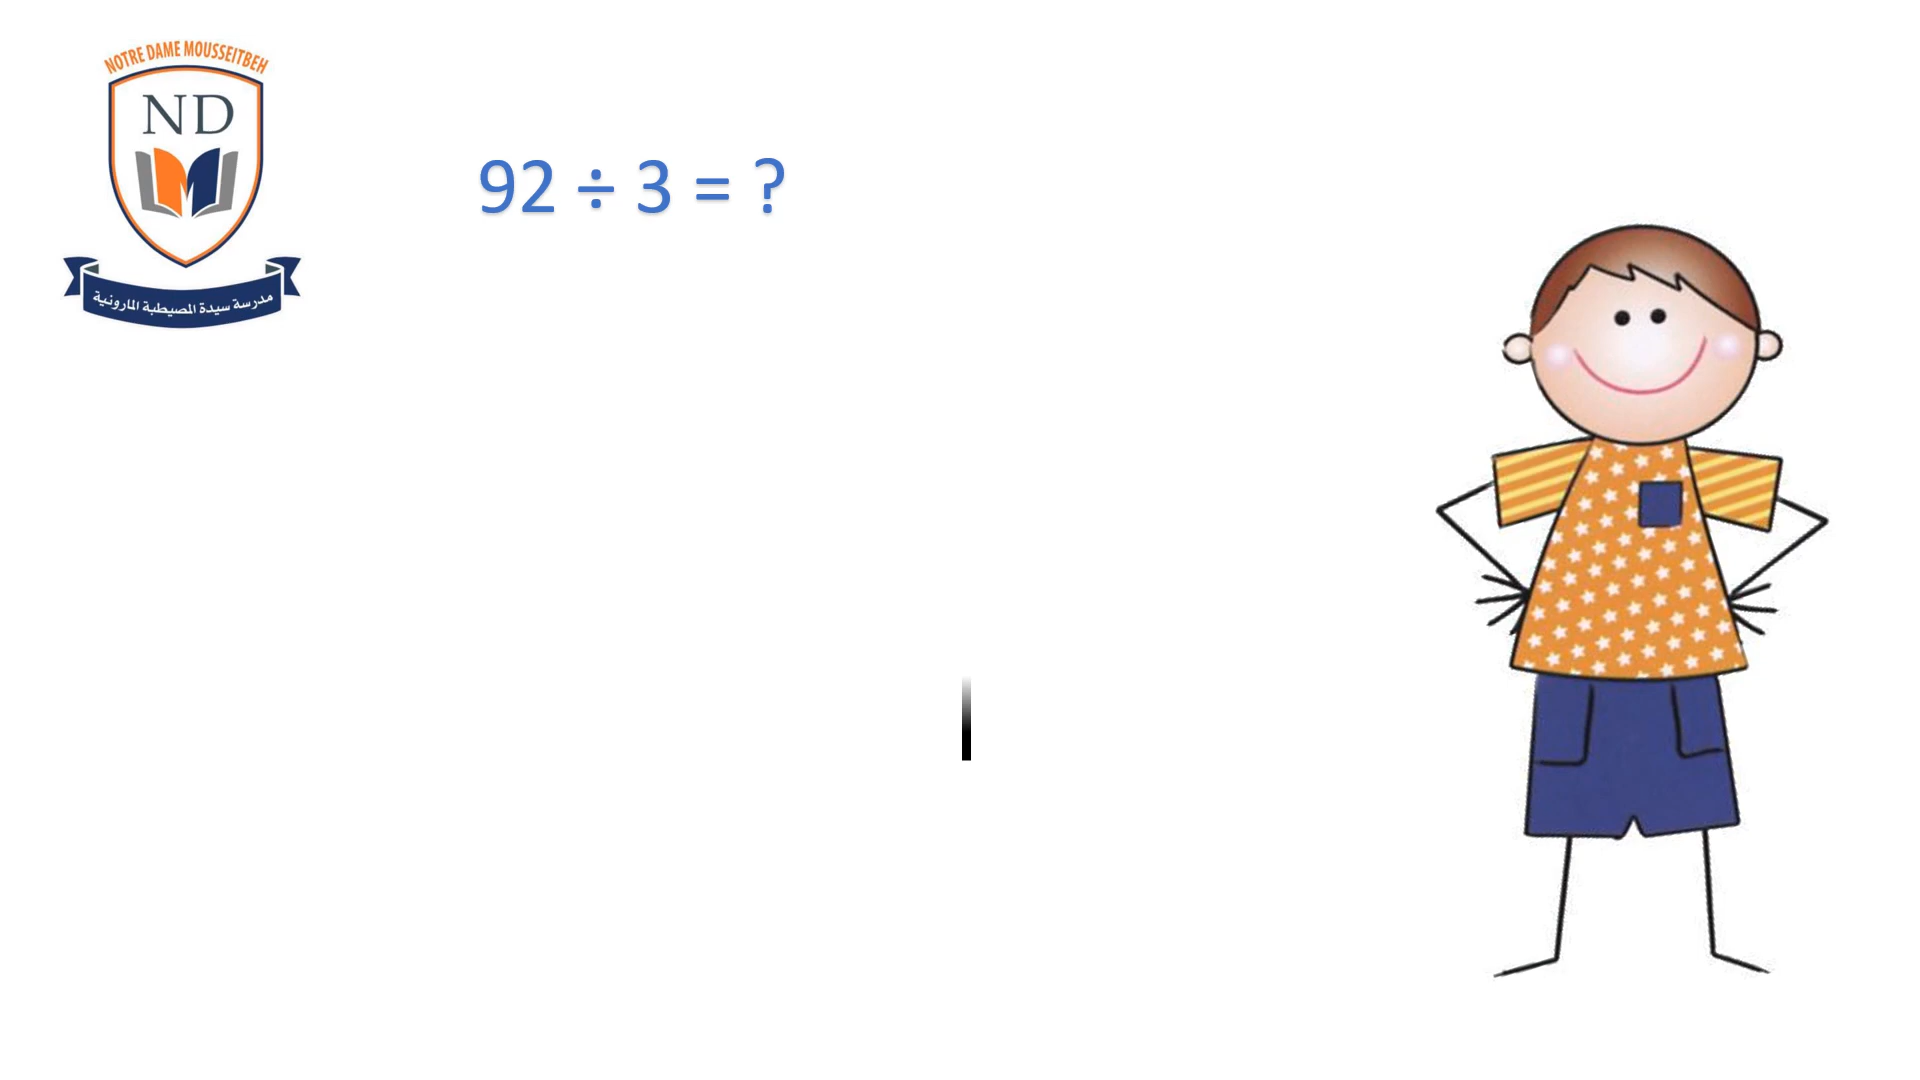 NOTRE DAME MOUSSEITBEH
ND
مدرسة سيدة المصيطبة المارونية
92 ÷ 3 = ?